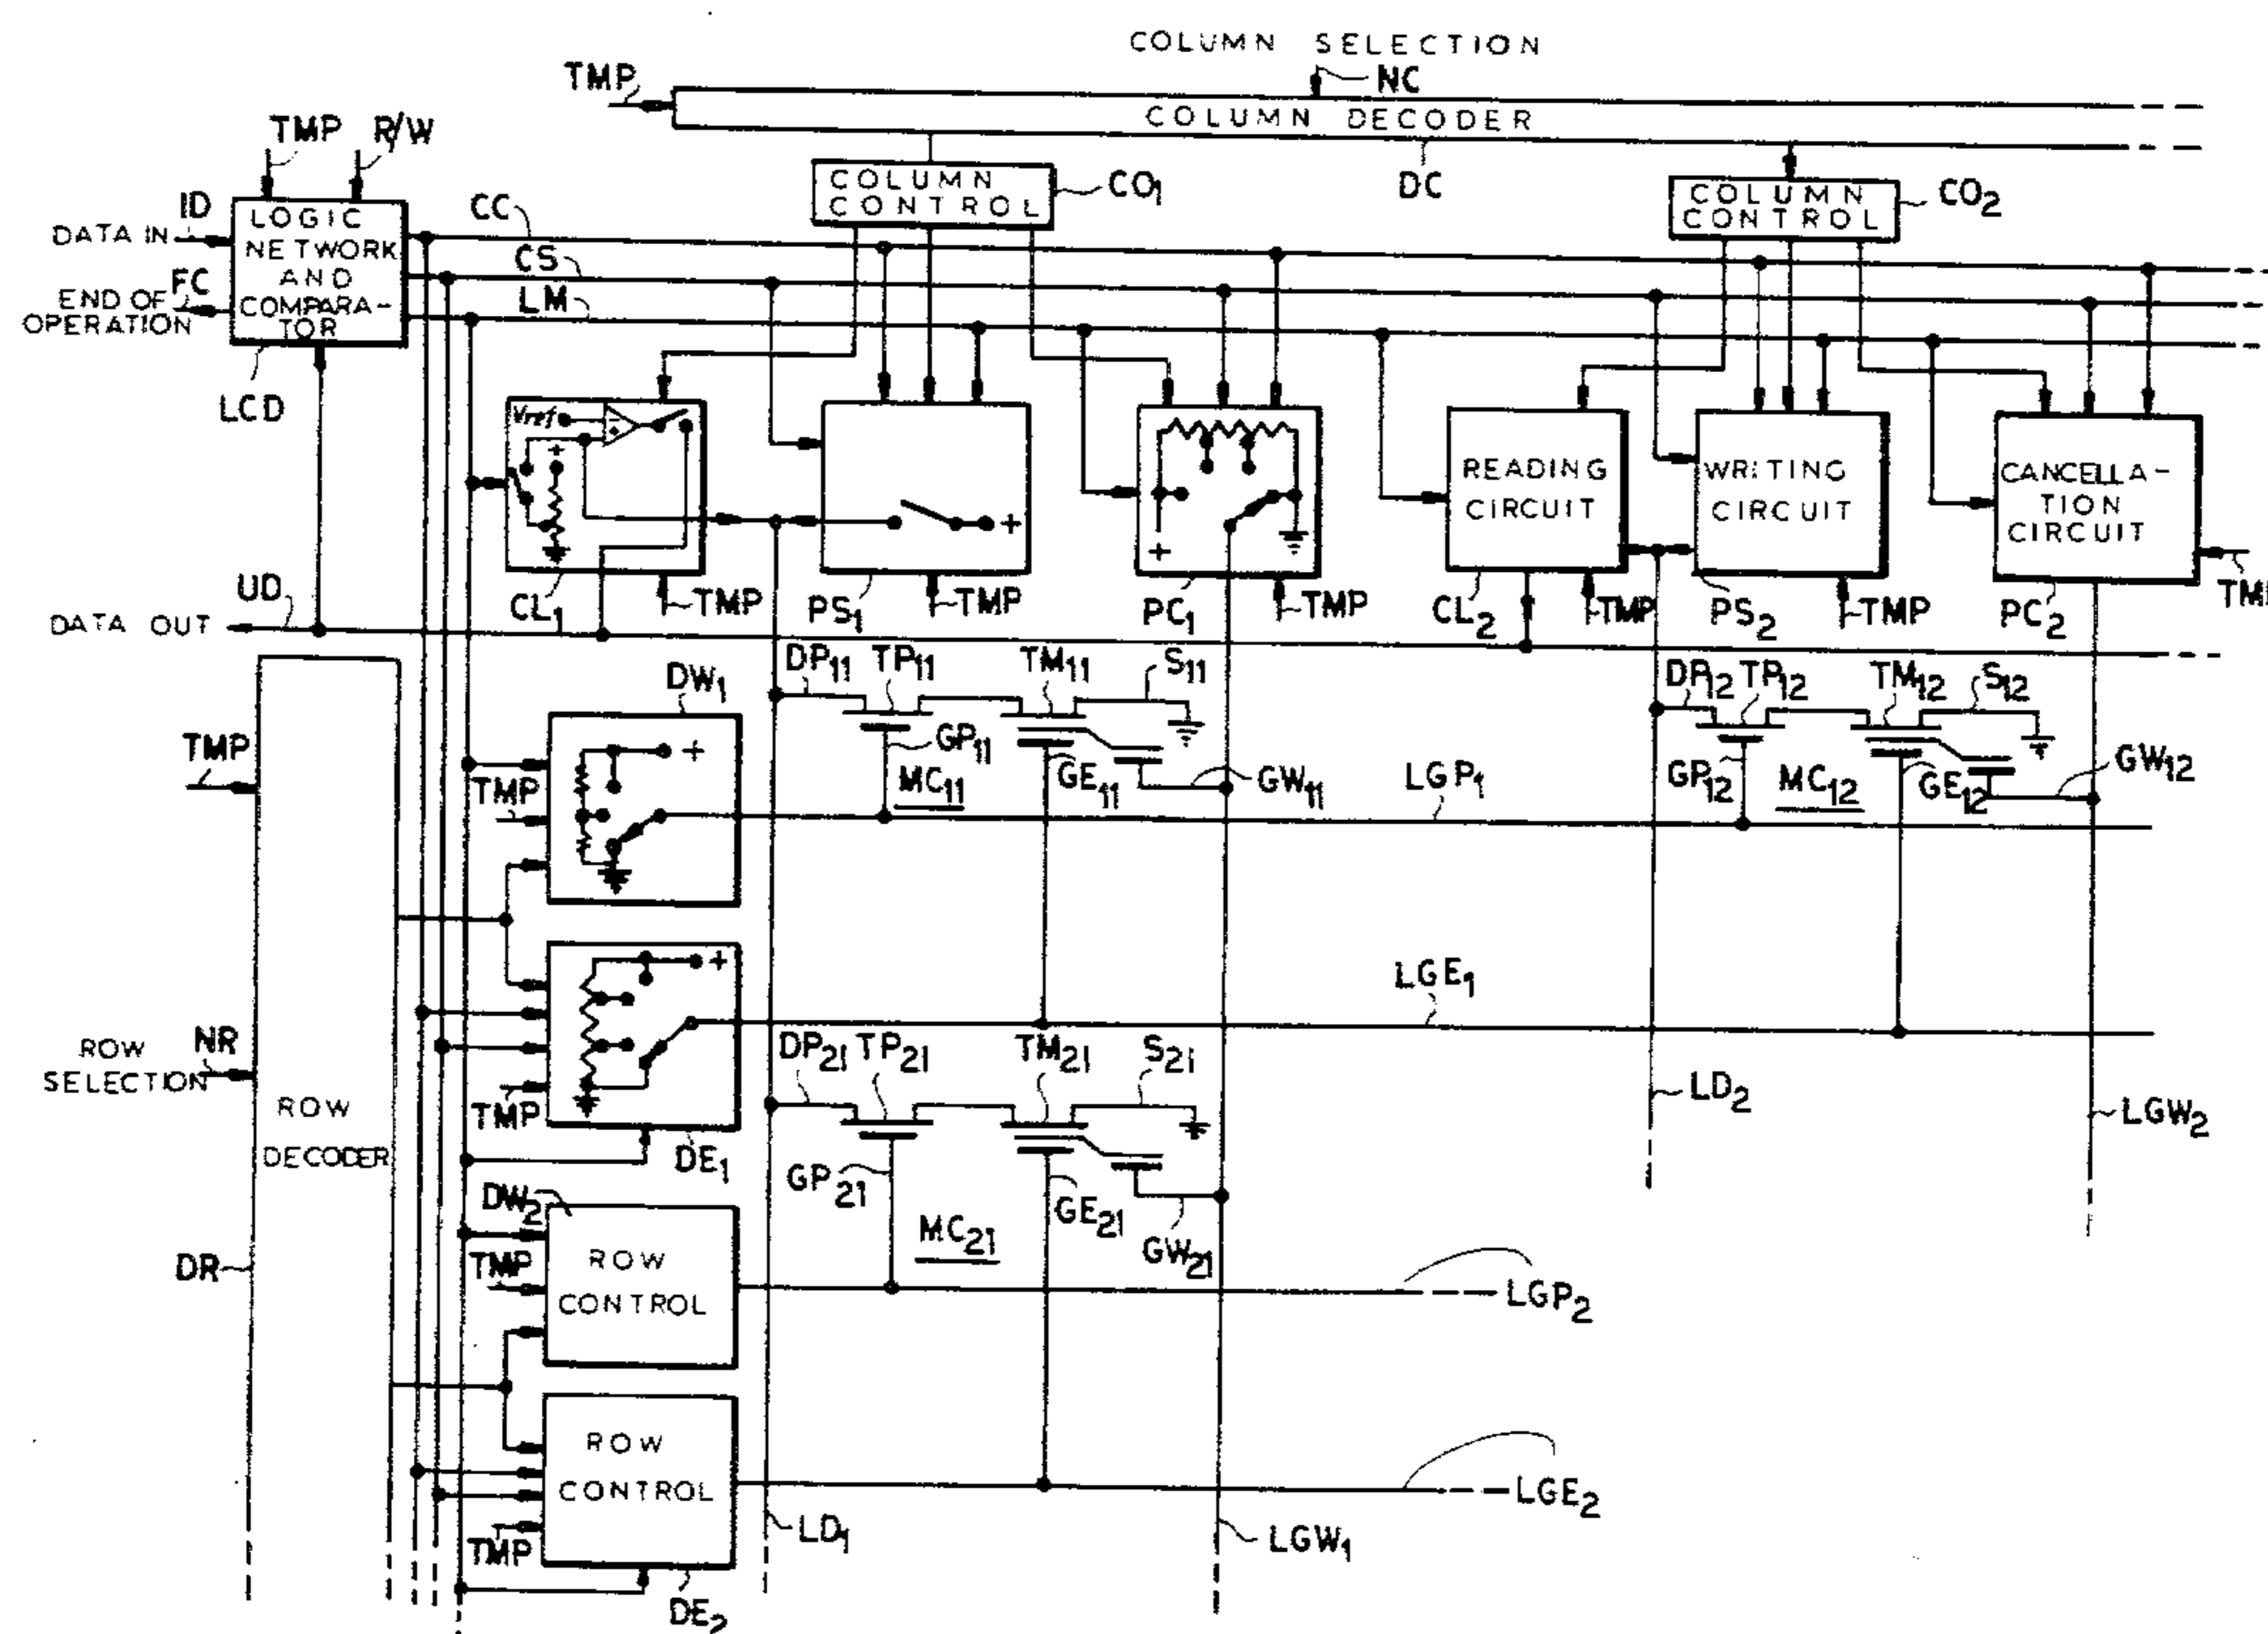 COLUMN SELECTION
TMP
NC
COLUMN DECODER
TMP R/W
COLUMN
CONTROL
CO1
DC
COLUMN
CONTROL
CO2
ID
DATA IN
LOGIC
NETWORK
AND
COMPARA-
TOR
CC
CS
LM
FC
END OF
OPERATION
LCD
Vref
+
+
+
READING
CIRCUIT
WRITING
CIRCUIT
CANCELLA-
TION
CIRCUIT
UD
DATA OUT
CL1
TMP
PS1
TMP
PC1
TMP
CL2
TMP
PS2
TMP
PC2
DW1
DP11 TP11 TM11 S11
DP12 TP12 TM12 S12
TMP
TMP
+
GP11
MC11
GE11
GW11
LGP1
GP12
MC12
GE12
GW12
+
LGE1
ROW
SELECTION
NR
ROW
DECODER
TMP
DE1
DP21 TP21 TM21 S21
LD2
LGW2
GP21
MC21
GE21
GW21
DR
DW2
TMP
ROW
CONTROL
LGP2
ROW
CONTROL
TMP
DE2
LD1
LGW1
LGE2